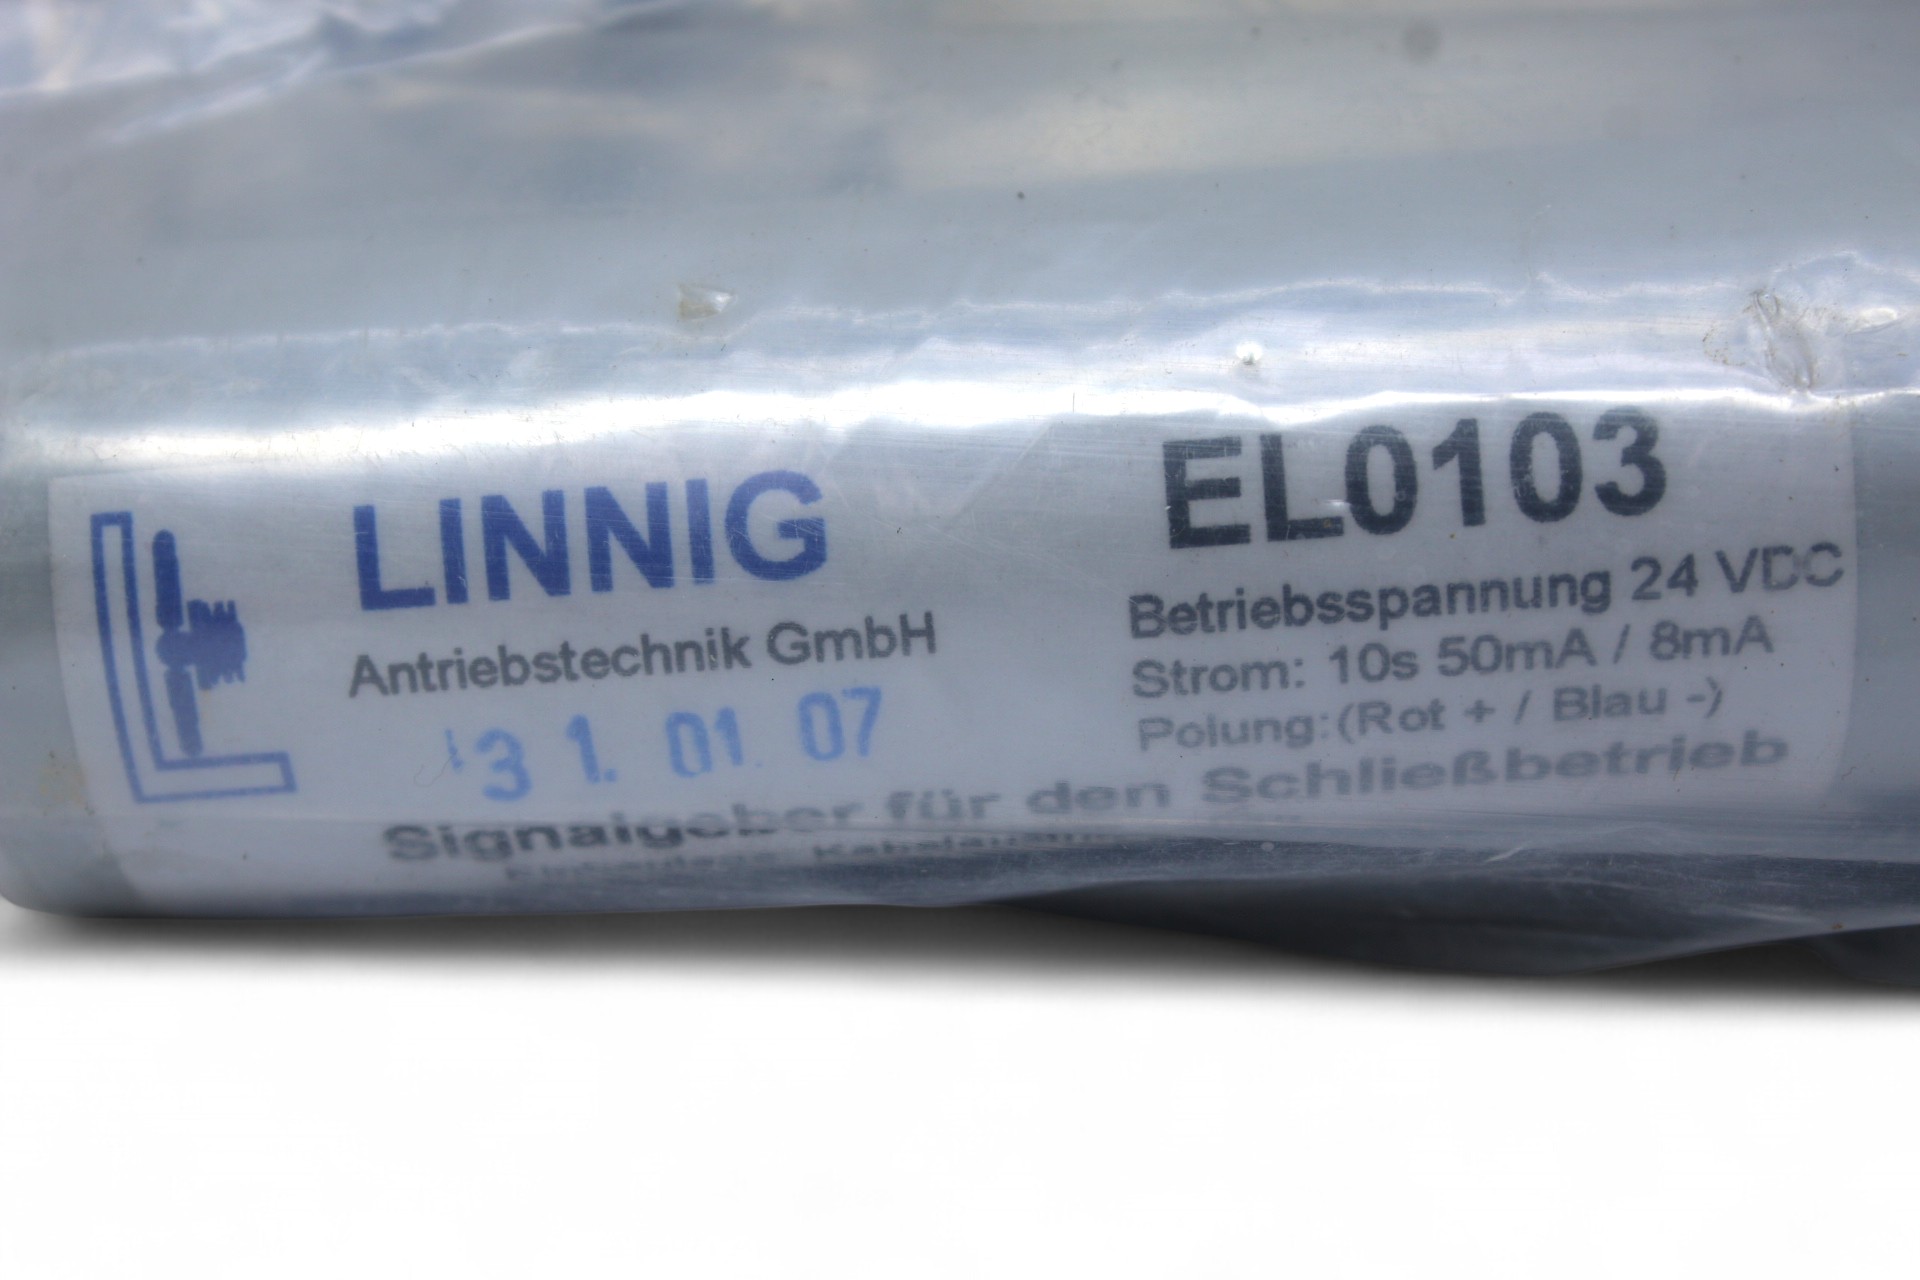 LINNIG
Antriebstechnik GmbH
31. 01. 07
EL0103
Betriebsspannung 24 VDC
Strom: 10s 50mA / 8mA
Polung:(Rot + / Blau -)
Signalgeber für den Schließbetrieb